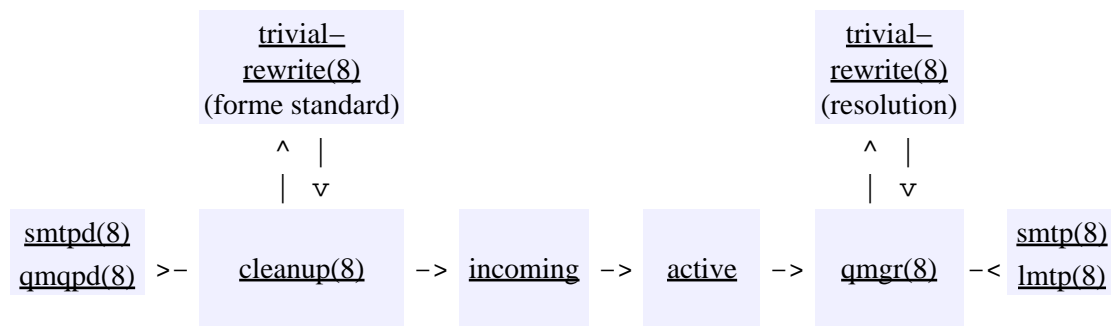 trivial−
rewrite(8)
(forme standard)
trivial−
rewrite(8)
(resolution)
^ |
^ |
| v
| v
smtpd(8)
qmqpd(8)
>−
cleanup(8)
−>
incoming
−>
active
−>
qmgr(8)
−<
smtp(8)
lmtp(8)